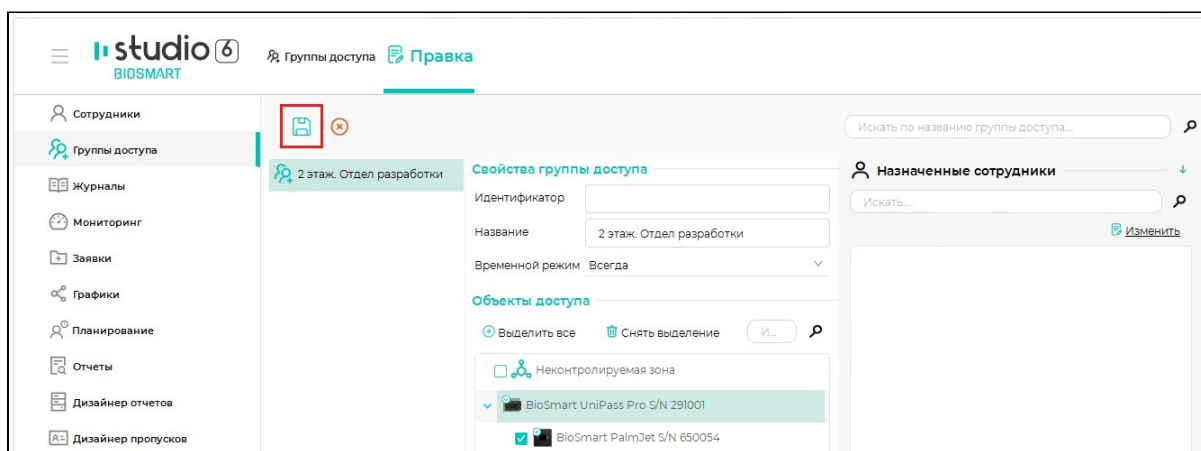 studio 6
BIOSMART
Группы доступа
Правка
Сотрудники
Группы доступа
Журналы
Мониторинг
Заявки
Графики
Планирование
Отчеты
Дизайнер отчетов
Дизайнер пропусков
Искать по названию группы доступа...
2 этаж. Отдел разработки
Свойства группы доступа
Идентификатор
Название 2 этаж. Отдел разработки
Временной режим Всегда
Объекты доступа
Выделить все Снять выделение И...
Неконтролируемая зона
BioSmart UniPass Pro S/N 291001
BioSmart PalmJet S/N 650054
Назначенные сотрудники
Искать...
Изменить